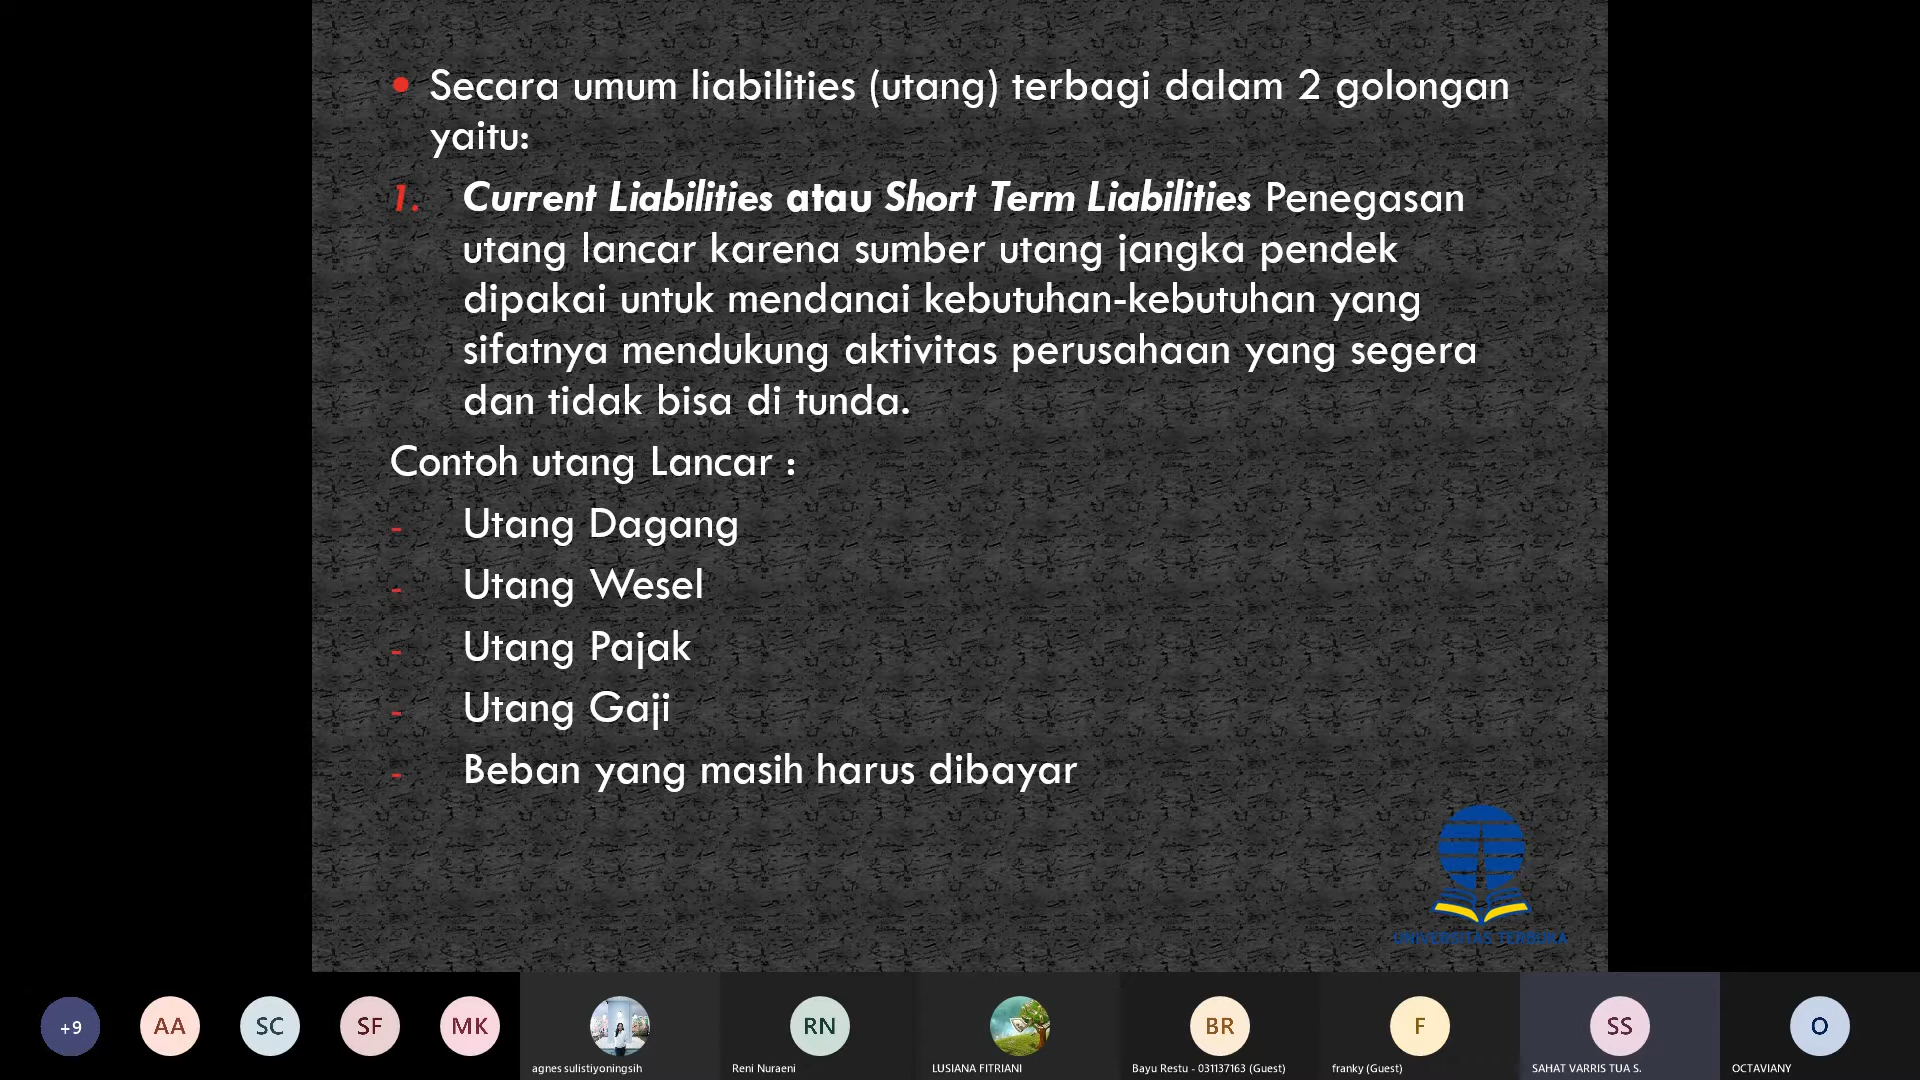 • Secara umum liabilities (utang) terbagi dalam 2 golongan
yaitu:
1. Current Liabilities atau Short Term Liabilities Penegasan
utang lancar karena sumber utang jangka pendek
dipakai untuk mendanai kebutuhan-kebutuhan yang
sifatnya mendukung aktivitas perusahaan yang segera
dan tidak bisa di tunda.
Contoh utang Lancar :
- Utang Dagang
- Utang Wesel
- Utang Pajak
- Utang Gaji
- Beban yang masih harus dibayar
UNIVERSITAS TERBUKA
+9
AA
SC
SF
MK
agnes sulistiyoningsih
RN
Reni Nuraeni
LUSIANA FITRIANI
BR
Bayu Restu - 031137163 (Guest)
F
franky (Guest)
SS
SAHAT VARRIS TUA S.
O
OCTAVIANY